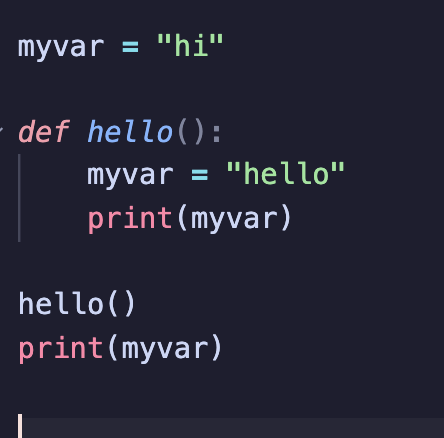 myvar = "hi"
def hello():
    myvar = "hello"
    print(myvar)
hello()
print(myvar)